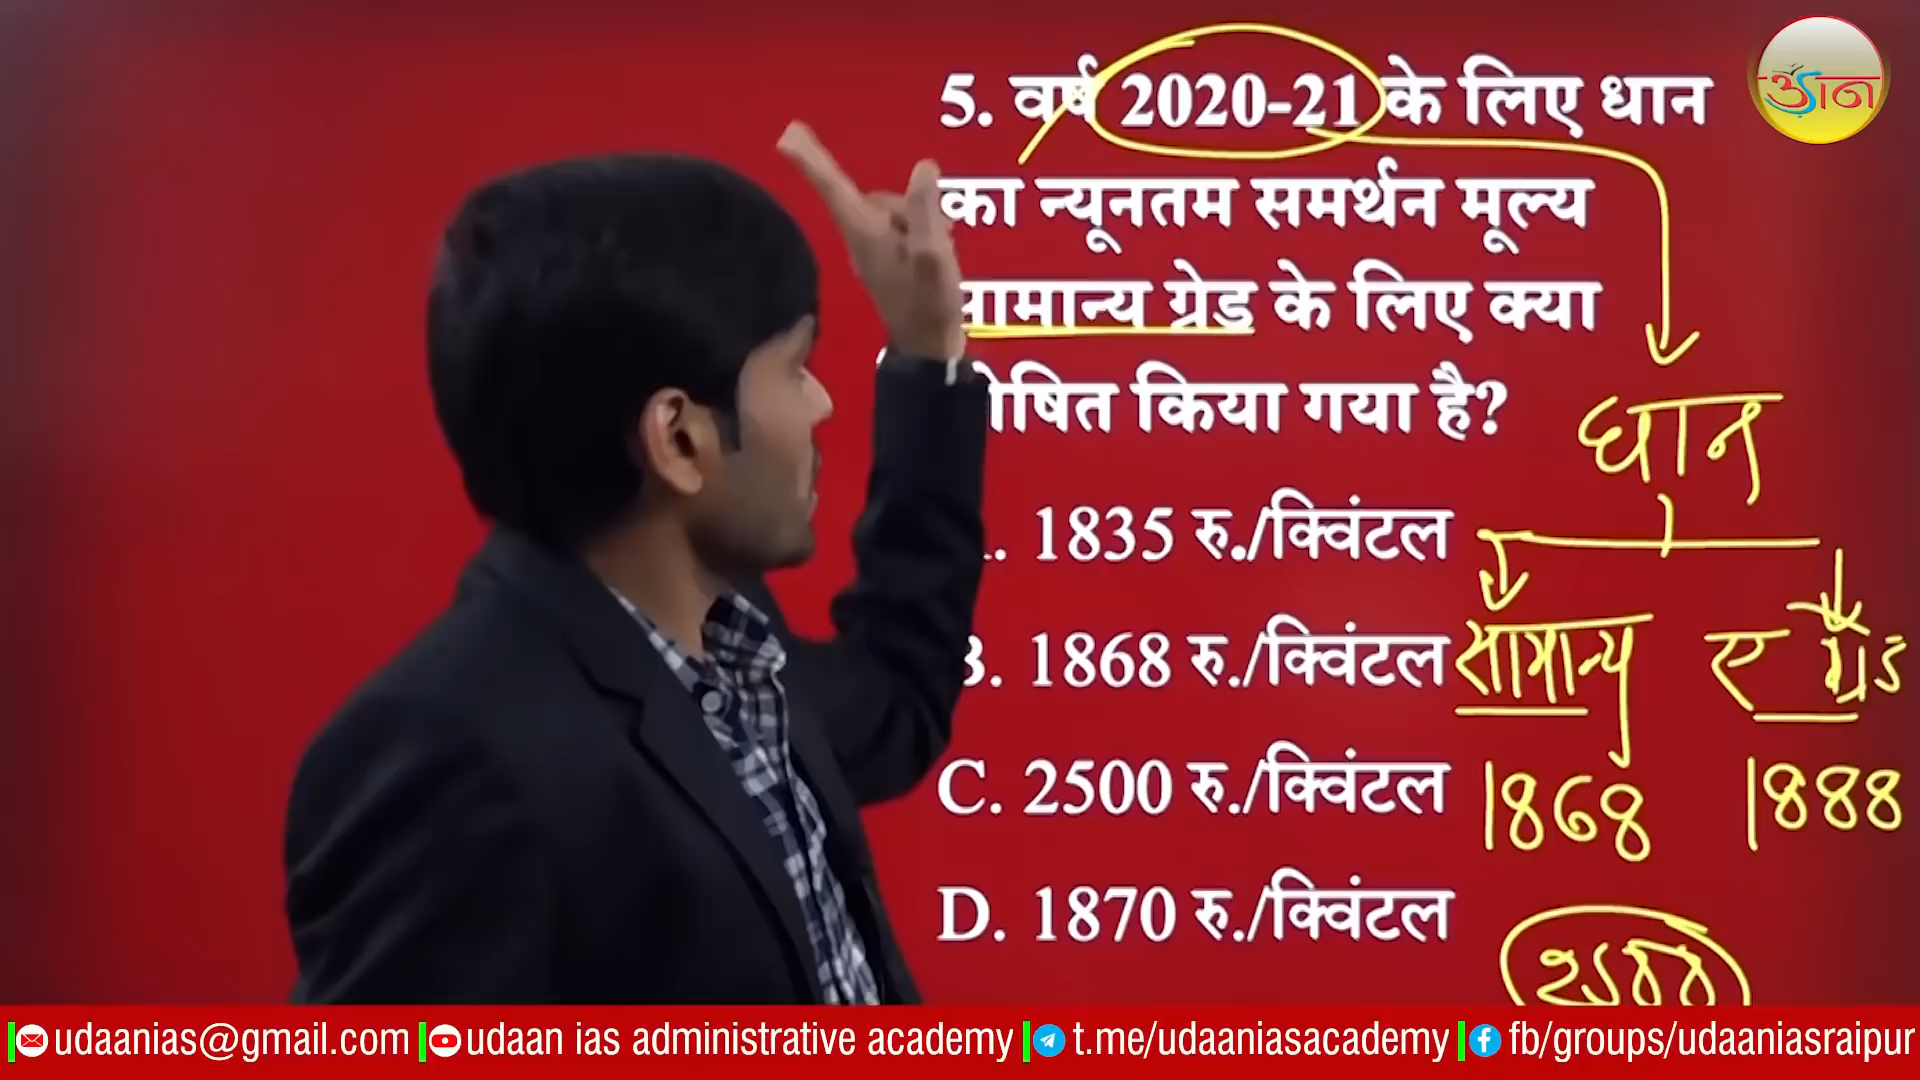 5. वर्ष 2020-21 के लिए धान
का न्यूनतम समर्थन मूल्य
ग्रेड के लिए क्या
किया गया है?
धान
1835 रु./क्विंटल
B. 1868 रु./क्विंटल
सामान्य ए ग्रेड
C. 2500 रु./क्विंटल
1868 1888
D. 1870 रु./क्विंटल
उड़ान
udaanias@gmail.com udaan ias administrative academy t.me/udaaniasacademy fb/groups/udaaniasraipur